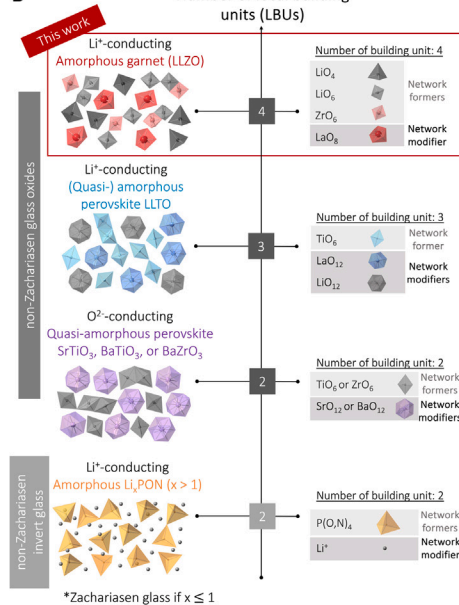 units (LBUs)
This work
Li⁺-conducting
Amorphous garnet (LLZO)
4
Number of building unit: 4
LiO₄
LiO₆
ZrO₆
Network
formers
LaO₈
Network
modifier
non-Zachariasen glass oxides
Li⁺-conducting
(Quasi-) amorphous
perovskite LLTO
3
Number of building unit: 3
TiO₆
Network
former
LaO₁₂
LiO₁₂
Network
modifiers
O²⁻-conducting
Quasi-amorphous perovskite
SrTiO₃, BaTiO₃, or BaZrO₃
2
Number of building unit: 2
TiO₆ or ZrO₆
Network
formers
SrO₁₂ or BaO₁₂
Network
modifiers
non-Zachariasen
invert glass
Li⁺-conducting
Amorphous LiₓPON (x > 1)
2
Number of building unit: 2
P(O,N)₄
Network
formers
Li⁺
Network
modifier
*Zachariasen glass if x ≤ 1